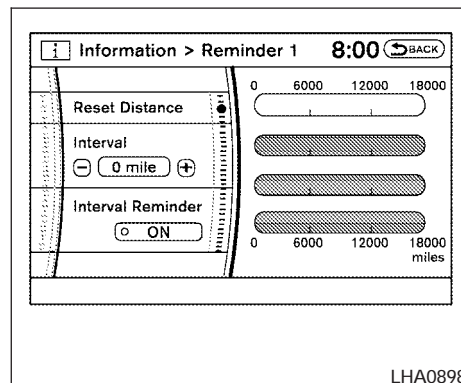 i Information > Reminder 1 8:00 BACK
0 6000 12000 18000
Reset Distance
Interval
− 0 mile +
Interval Reminder
ON
0 6000 12000 18000
miles
LHA0898